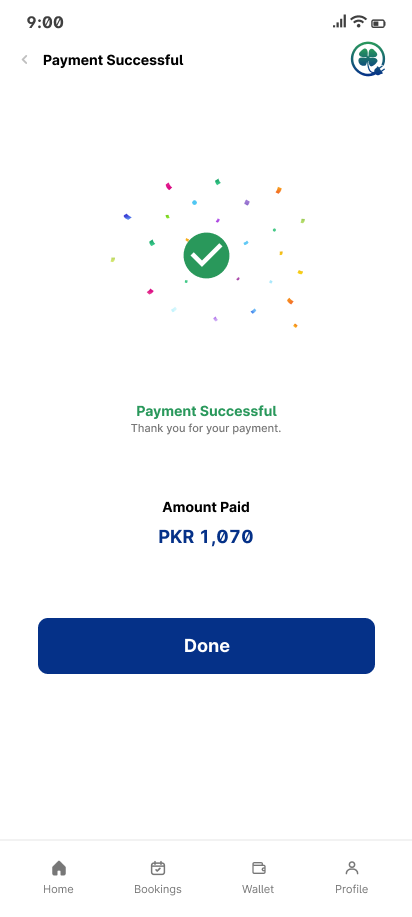 9:00
Payment Successful
Payment Successful
Thank you for your payment.
Amount Paid
PKR 1,070
Done
Home
Bookings
Wallet
Profile